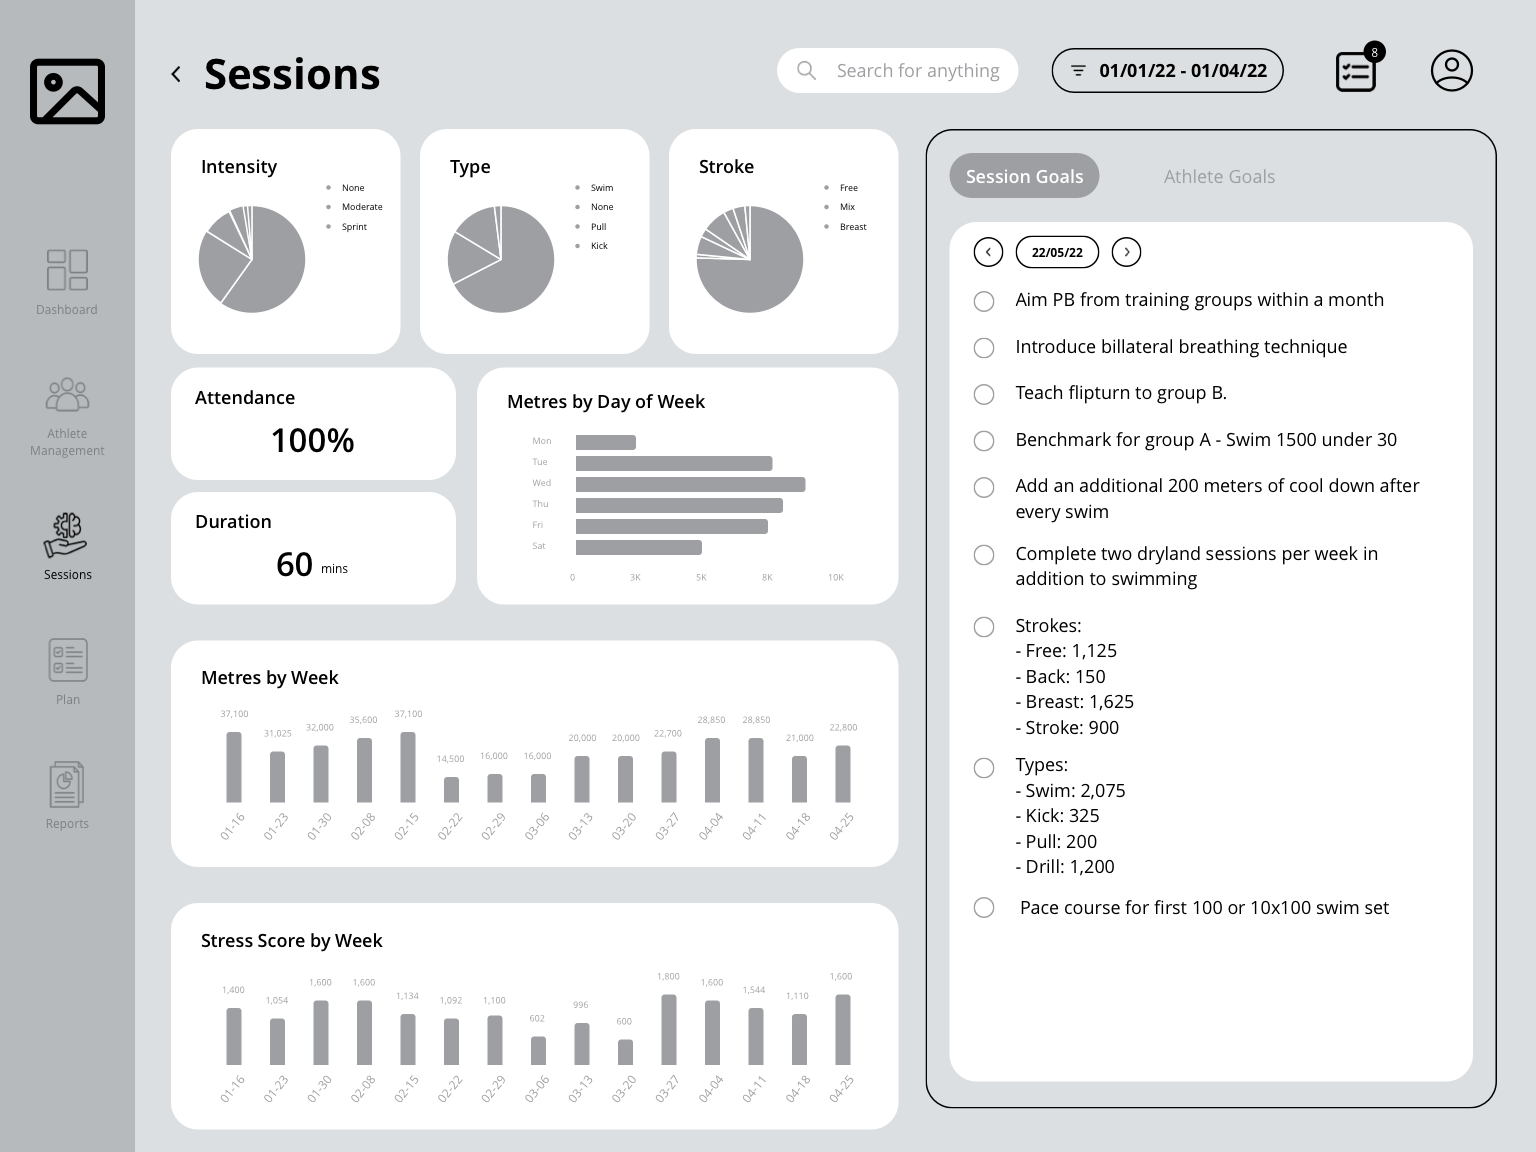 Sessions
Search for anything
01/01/22 - 01/04/22
8
Dashboard
Athlete
Management
Sessions
Plan
Reports
Intensity
None
Moderate
Sprint
Type
Swim
None
Pull
Kick
Stroke
Free
Mix
Breast
Attendance
100%
Duration
60 mins
Metres by Day of Week
Mon
Tue
Wed
Thu
Fri
Sat
0 3K 5K 8K 10K
Metres by Week
37,100 31,025 32,000 35,600 37,100 14,500 16,000 16,000 20,000 20,000 22,700 28,850 28,850 21,000 22,800
01-16 01-23 01-30 02-08 02-15 02-22 02-29 03-06 03-13 03-20 03-27 04-04 04-11 04-18 04-25
Stress Score by Week
1,400 1,054 1,600 1,600 1,134 1,092 1,100 602 996 600 1,800 1,600 1,544 1,110 1,600
01-16 01-23 01-30 02-08 02-15 02-22 02-29 03-06 03-13 03-20 03-27 04-04 04-11 04-18 04-25
Session Goals
Athlete Goals
22/05/22
Aim PB from training groups within a month
Introduce billateral breathing technique
Teach flipturn to group B.
Benchmark for group A - Swim 1500 under 30
Add an additional 200 meters of cool down after
every swim
Complete two dryland sessions per week in
addition to swimming
Strokes:
- Free: 1,125
- Back: 150
- Breast: 1,625
- Stroke: 900
Types:
- Swim: 2,075
- Kick: 325
- Pull: 200
- Drill: 1,200
Pace course for first 100 or 10x100 swim set